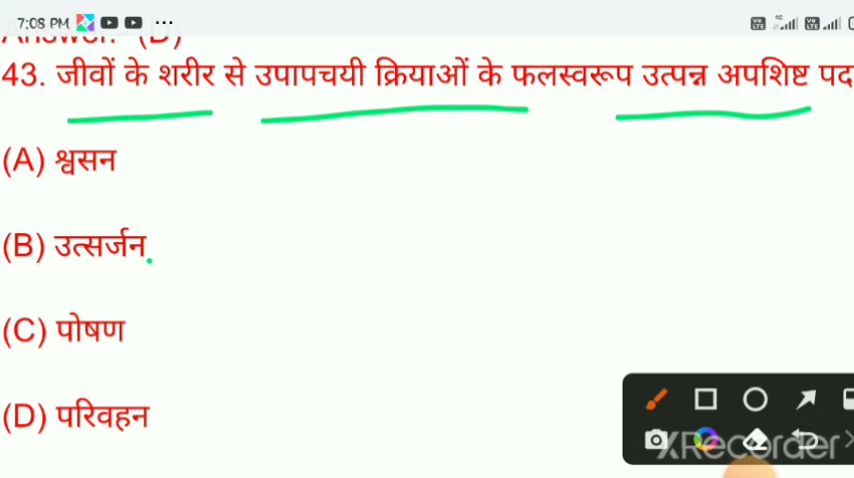 7:08 PM
Answer: (D)
43. जीवों के शरीर से उपापचयी क्रियाओं के फलस्वरूप उत्पन्न अपशिष्ट पद
(A) श्वसन
(B) उत्सर्जन
(C) पोषण
(D) परिवहन
XRecorder